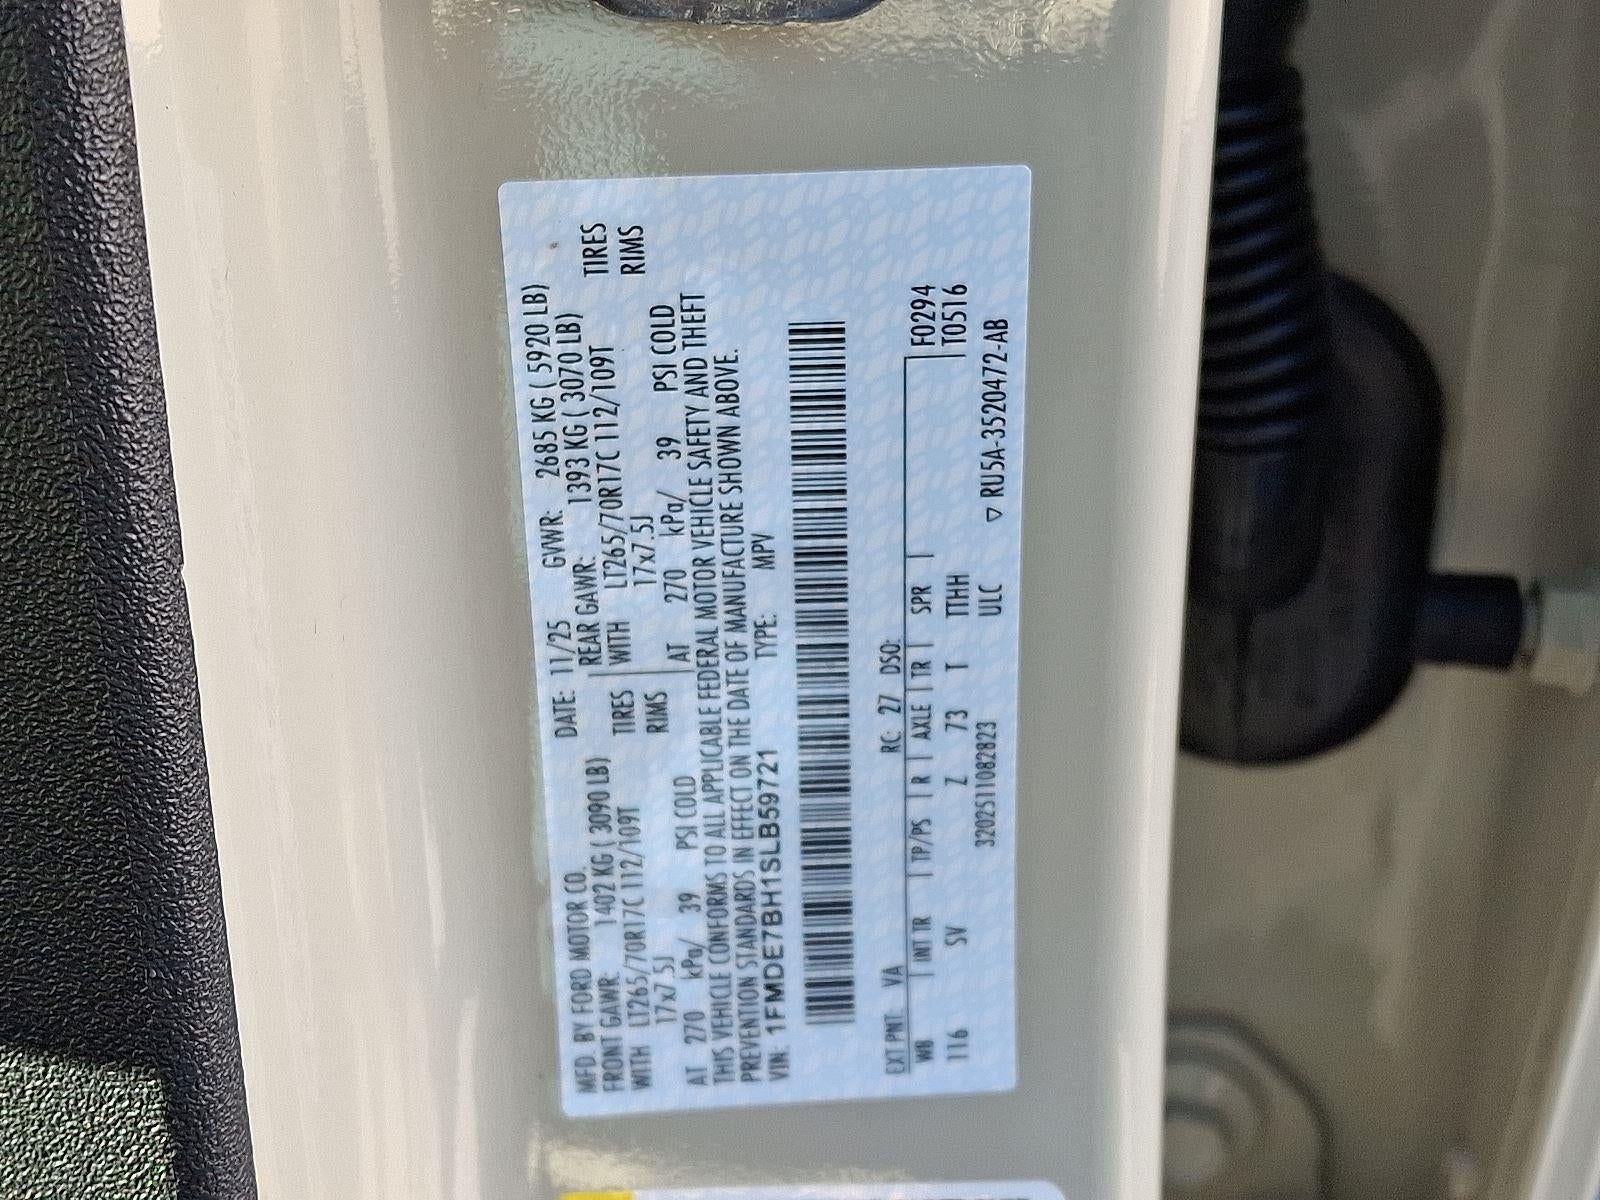 MFD. BY FORD MOTOR CO. DATE: 11/25 GVWR: 2685 KG ( 5920 LB)
FRONT GAWR: 1402 KG ( 3090 LB) REAR GAWR: 1393 KG ( 3070 LB)
WITH LT265/70R17C 112/109T TIRES WITH LT265/70R17C 112/109T TIRES
17x7.5J RIMS 17x7.5J RIMS
AT 270 kPa/ 39 PSI COLD AT 270 kPa/ 39 PSI COLD
THIS VEHICLE CONFORMS TO ALL APPLICABLE FEDERAL MOTOR VEHICLE SAFETY AND THEFT
PREVENTION STANDARDS IN EFFECT ON THE DATE OF MANUFACTURE SHOWN ABOVE.
VIN: 1FMDE7BH1SLB59721 TYPE: MPV
EXT PNT: VA RC: 27 DSO:
WB INT TR TP/PS R AXLE TR SPR F0294
116 SV Z 73 T TTHH T0516
3202511082823 ULC ▽ RU5A-3520472-AB